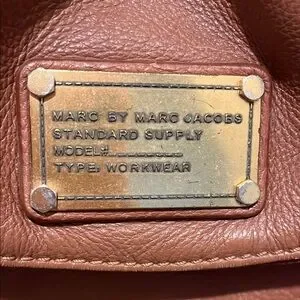 MARC BY MARC JACOBS
STANDARD SUPPLY
MODEL#
TYPE: WORKWEAR